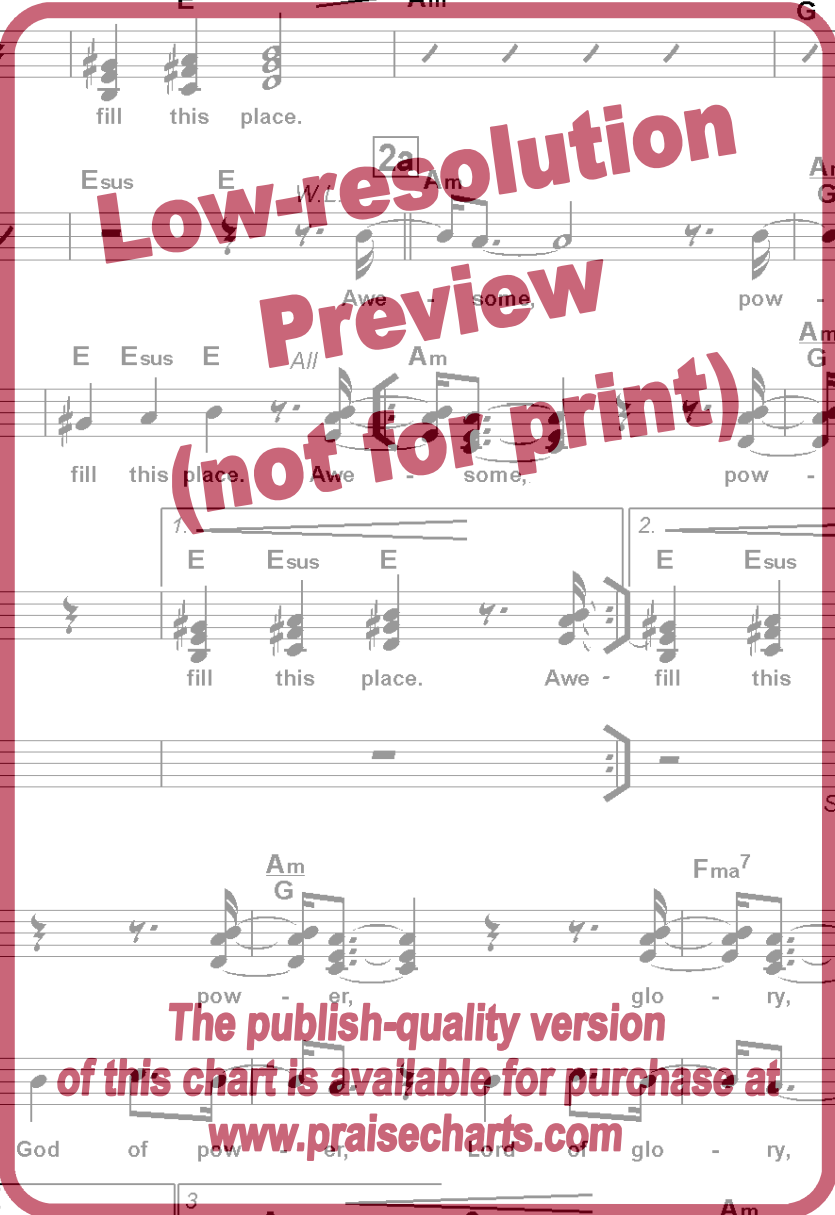 E Am G
fill this place.
2a
Esus E W.L. Am Am
G
Awe - some, pow -
E Esus E All Am Am
G
fill this place. Awe - some, pow -
1. 2.
E Esus E E Esus
fill this place. Awe - fill this
S
Am
G Fma7
pow - er, glo - ry,
God of pow - er, Lord of glo - ry,
3
Am
Low-resolution
Preview
(not for print)
The publish-quality version
of this chart is available for purchase at
www.praisecharts.com